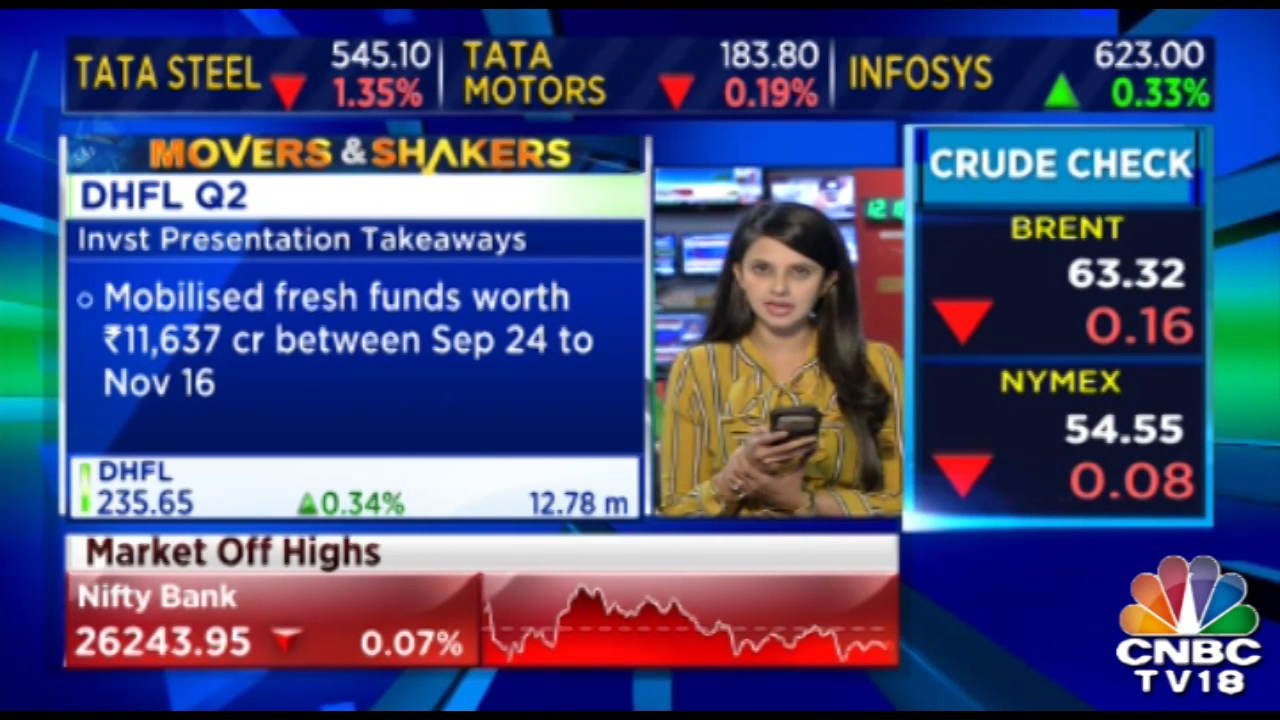 TATA STEEL
545.10
1.35%
TATA
MOTORS
183.80
0.19%
INFOSYS
623.00
0.33%
MOVERS & SHAKERS
DHFL Q2
Invst Presentation Takeaways
Mobilised fresh funds worth
₹11,637 cr between Sep 24 to
Nov 16
DHFL
235.65 0.34% 12.78 m
CRUDE CHECK
BRENT
63.32
0.16
NYMEX
54.55
0.08
Market Off Highs
Nifty Bank
26243.95 0.07%
CNBC
TV18